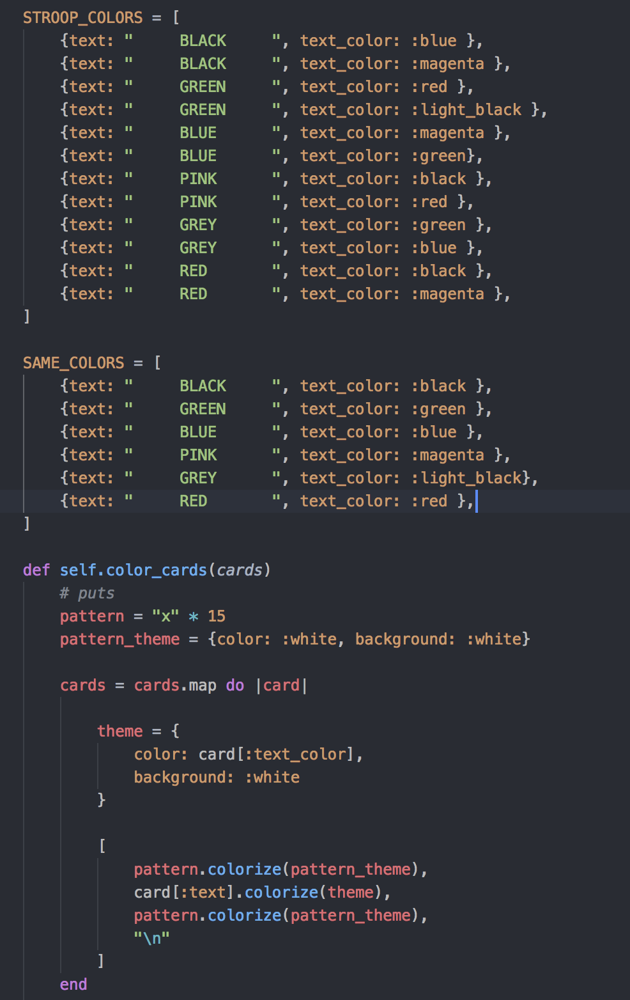 STROOP_COLORS = [
    {text: "     BLACK     ", text_color: :blue },
    {text: "     BLACK     ", text_color: :magenta },
    {text: "     GREEN     ", text_color: :red },
    {text: "     GREEN     ", text_color: :light_black },
    {text: "     BLUE      ", text_color: :magenta },
    {text: "     BLUE      ", text_color: :green},
    {text: "     PINK      ", text_color: :black },
    {text: "     PINK      ", text_color: :red },
    {text: "     GREY      ", text_color: :green },
    {text: "     GREY      ", text_color: :blue },
    {text: "     RED       ", text_color: :black },
    {text: "     RED       ", text_color: :magenta },
]

SAME_COLORS = [
    {text: "     BLACK     ", text_color: :black },
    {text: "     GREEN     ", text_color: :green },
    {text: "     BLUE      ", text_color: :blue },
    {text: "     PINK      ", text_color: :magenta },
    {text: "     GREY      ", text_color: :light_black},
    {text: "     RED       ", text_color: :red },
]

def self.color_cards(cards)
    # puts
    pattern = "x" * 15
    pattern_theme = {color: :white, background: :white}

    cards = cards.map do |card|

        theme = {
            color: card[:text_color],
            background: :white
        }

        [
            pattern.colorize(pattern_theme),
            card[:text].colorize(theme),
            pattern.colorize(pattern_theme),
            "\n"
        ]
    end